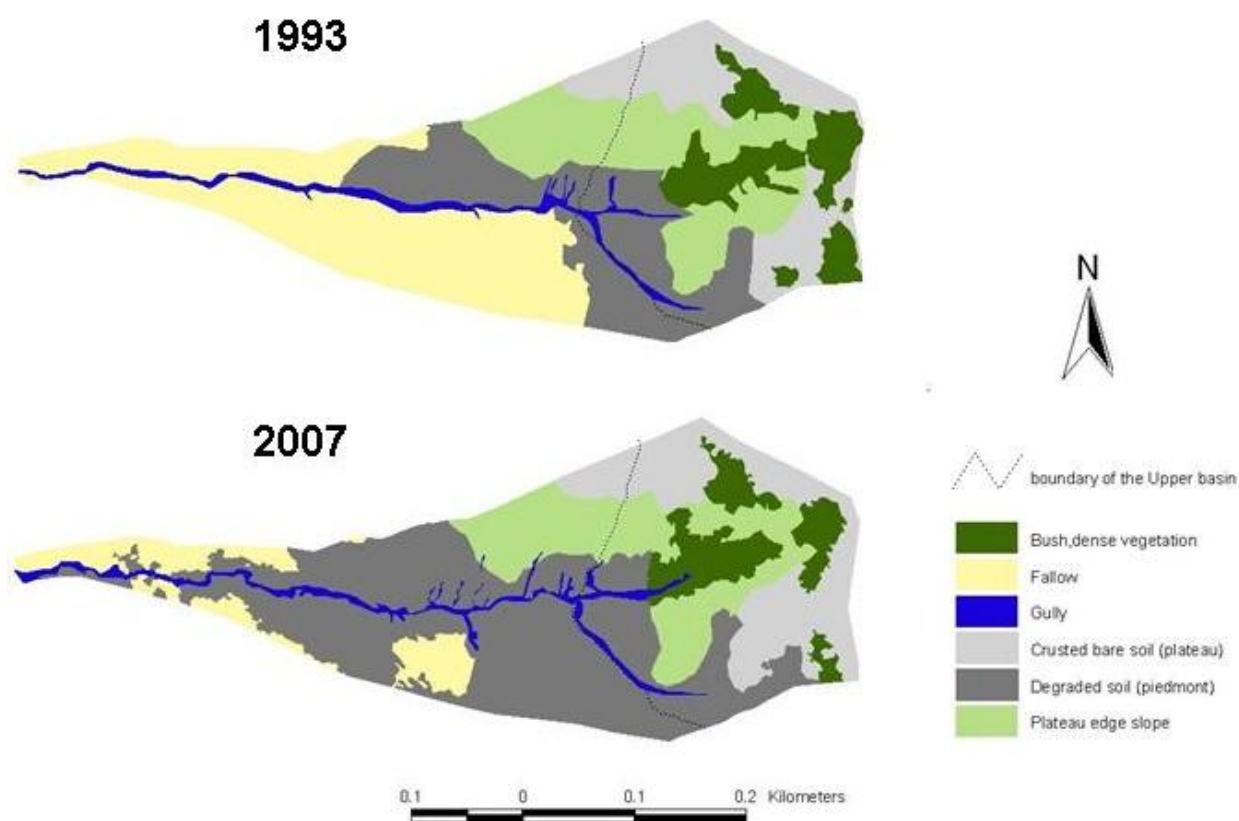 1993
N
2007
boundary of the Upper basin
Bush,dense vegetation
Fallow
Gully
Crusted bare soil (plateau)
Degraded soil (piedmont)
Plateau edge slope
0.1 0 0.1 0.2 Kilometers